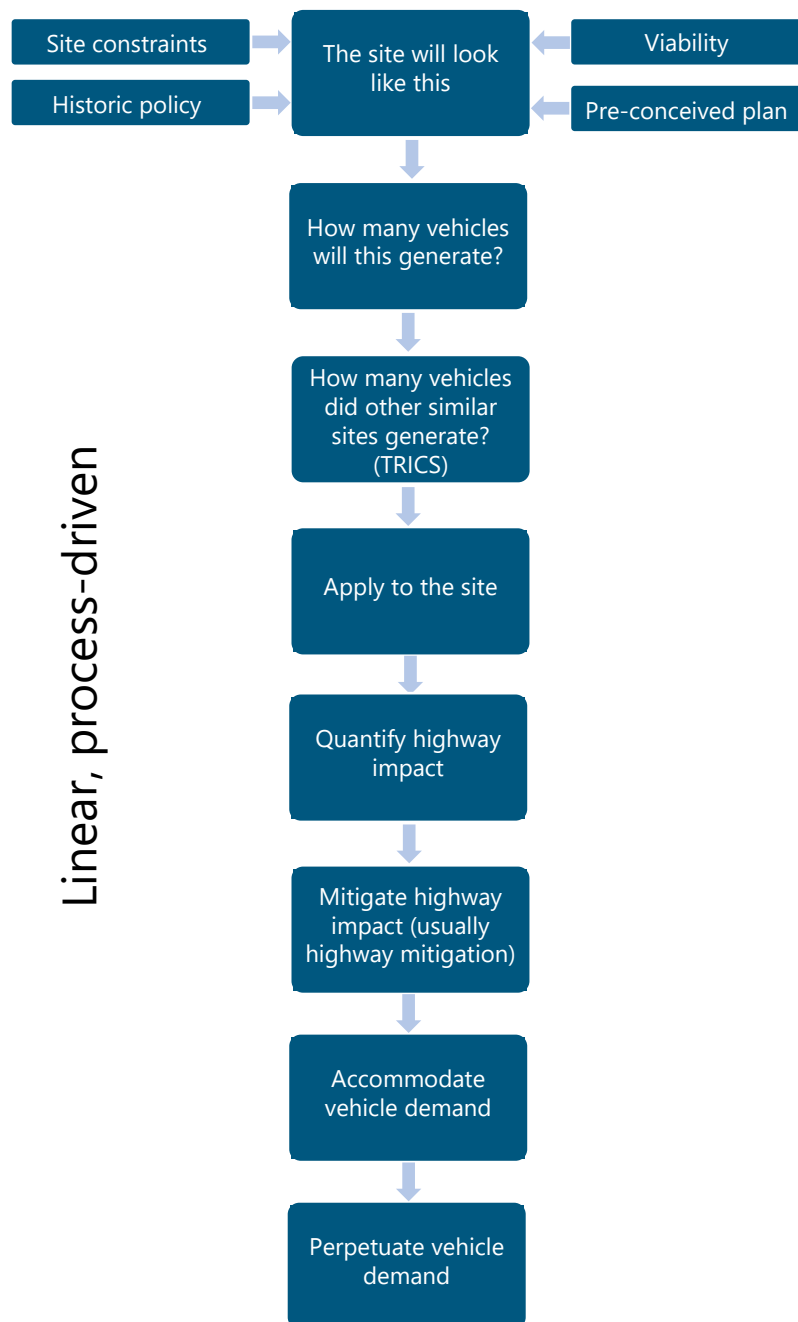 Site constraints
Historic policy
The site will look
like this
Viability
Pre-conceived plan
How many vehicles
will this generate?
How many vehicles
did other similar
sites generate?
(TRICS)
Apply to the site
Quantify highway
impact
Mitigate highway
impact (usually
highway mitigation)
Accommodate
vehicle demand
Perpetuate vehicle
demand
Linear, process-driven